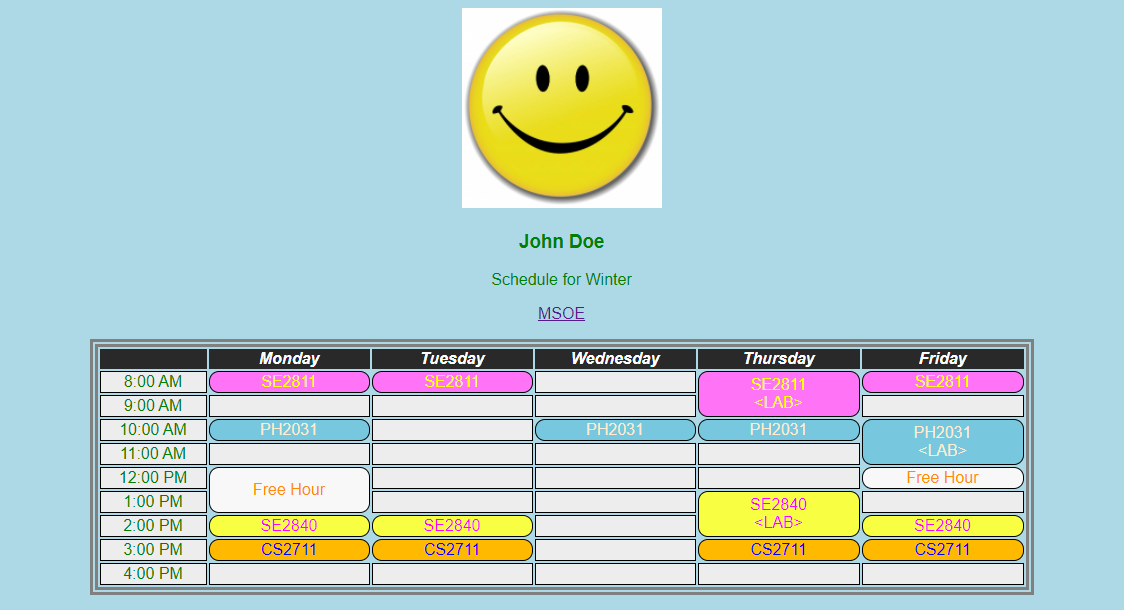 John Doe
Schedule for Winter
MSOE
Monday Tuesday Wednesday Thursday Friday
8:00 AM SE2811 SE2811 SE2811 SE2811
<LAB>
9:00 AM
10:00 AM PH2031 PH2031 PH2031 PH2031
<LAB>
11:00 AM
12:00 PM Free Hour Free Hour
1:00 PM SE2840
<LAB>
2:00 PM SE2840 SE2840 SE2840
3:00 PM CS2711 CS2711 CS2711 CS2711
4:00 PM